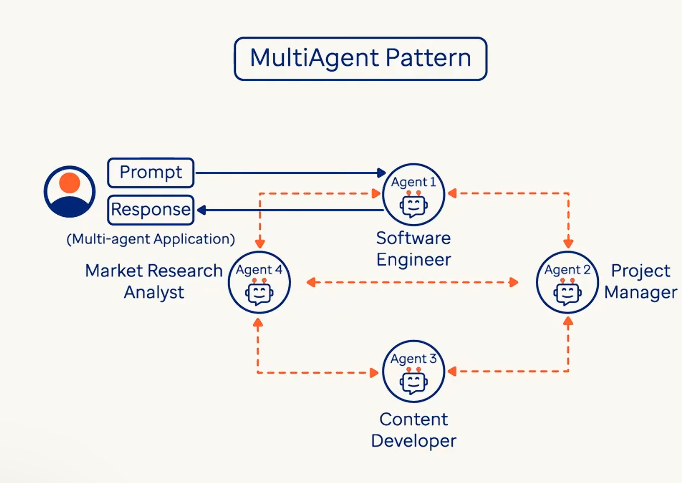 MultiAgent Pattern
Prompt
Response
(Multi-agent Application)
Agent 1
Software
Engineer
Agent 4
Market Research
Analyst
Agent 2
Project
Manager
Agent 3
Content
Developer